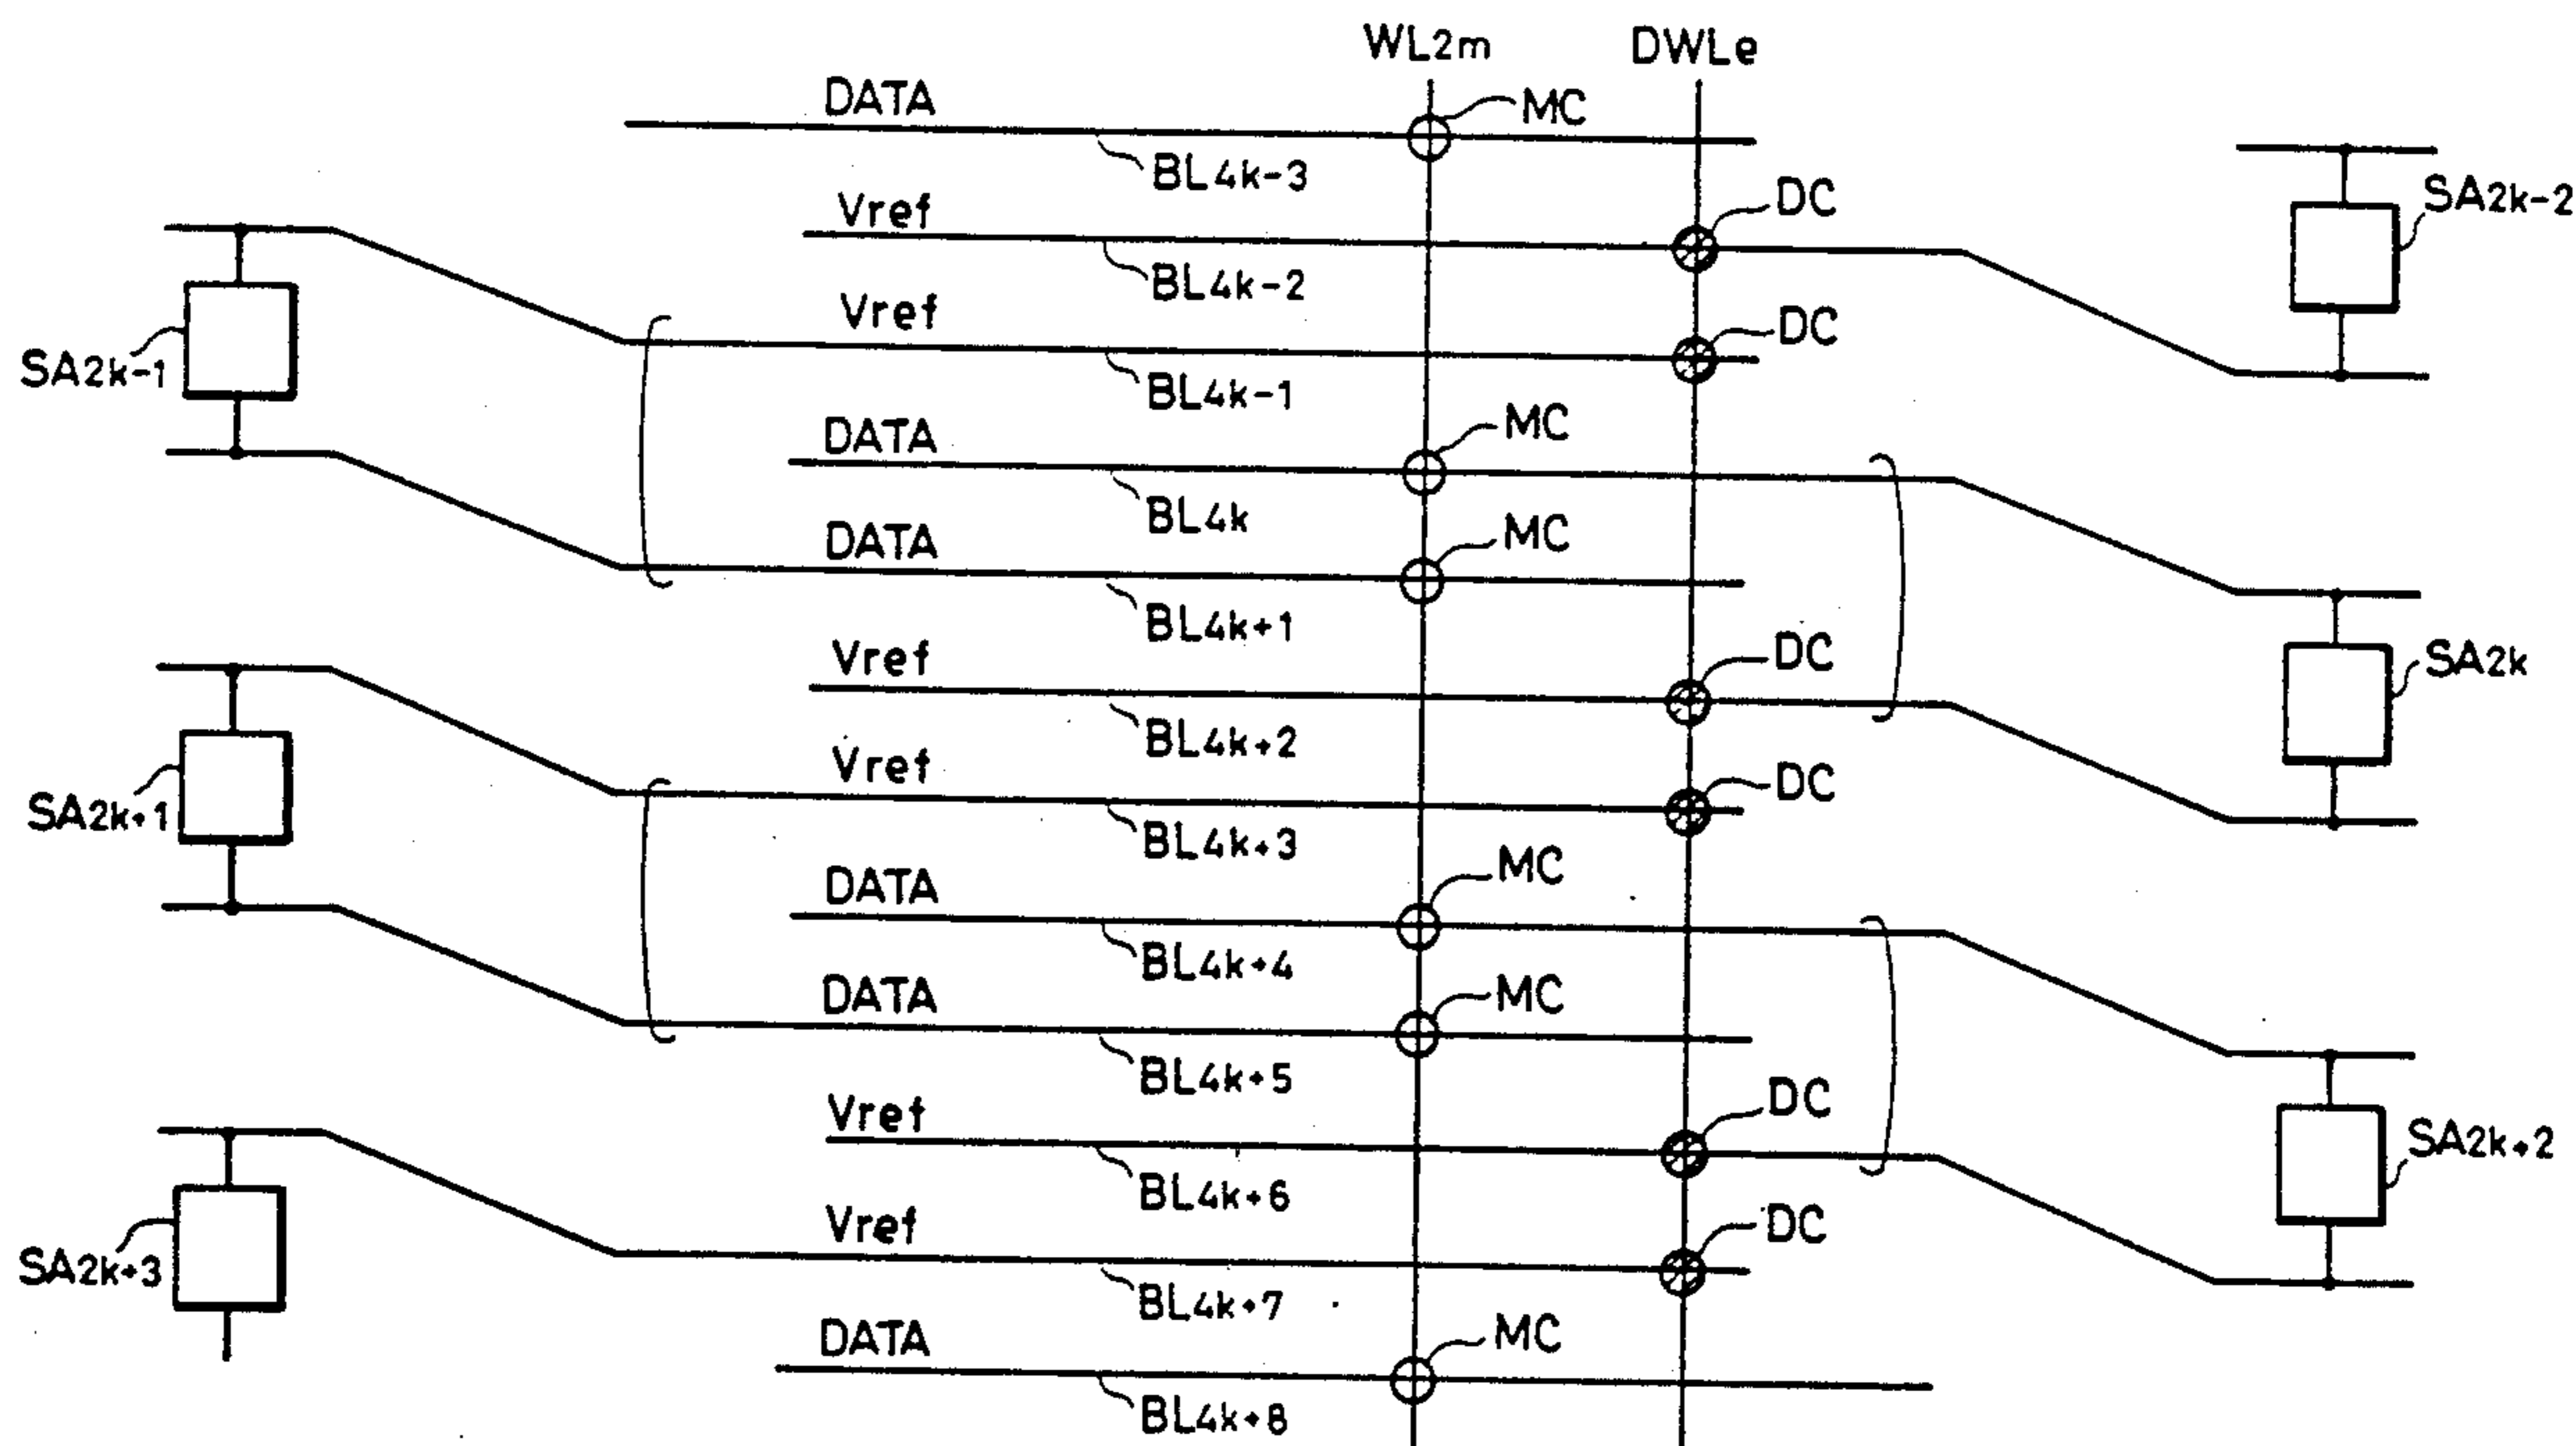 WL2m DWLe
DATA MC
BL4k-3
SA2k-2
Vref DC
BL4k-2
Vref DC
SA2k-1
BL4k-1
DATA MC
BL4k
DATA MC
BL4k+1
Vref DC
SA2k
BL4k+2
Vref DC
SA2k+1
BL4k+3
DATA MC
BL4k+4
DATA MC
BL4k+5
Vref DC
SA2k+2
BL4k+6
Vref DC
SA2k+3
BL4k+7
DATA MC
BL4k+8